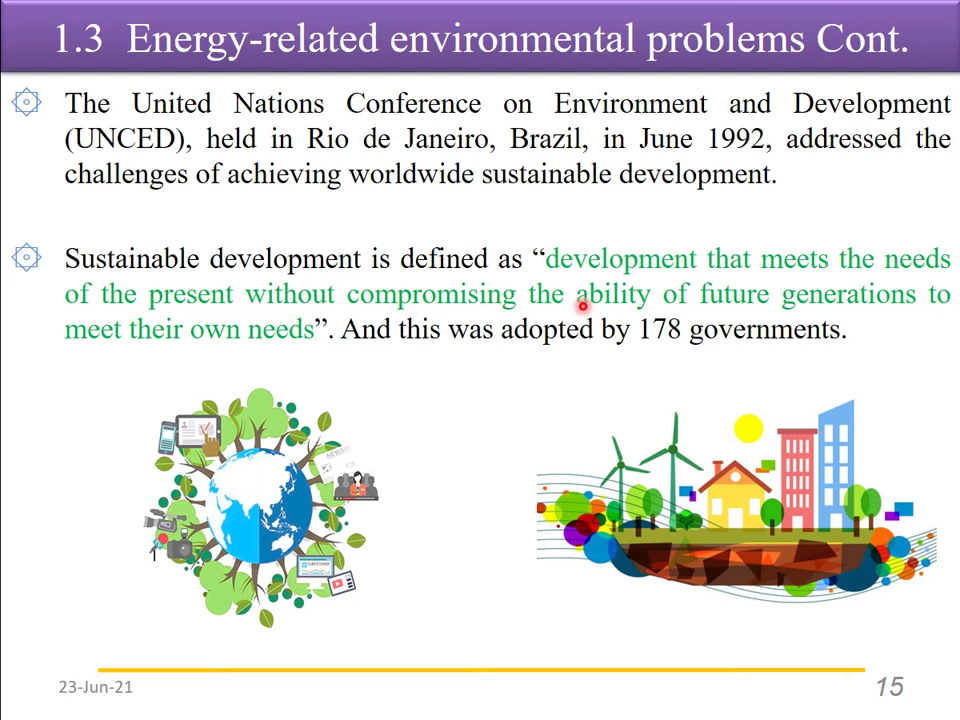 1.3 Energy-related environmental problems Cont.
The United Nations Conference on Environment and Development
(UNCED), held in Rio de Janeiro, Brazil, in June 1992, addressed the
challenges of achieving worldwide sustainable development.
Sustainable development is defined as “development that meets the needs
of the present without compromising the ability of future generations to
meet their own needs”. And this was adopted by 178 governments.
23-Jun-21
15